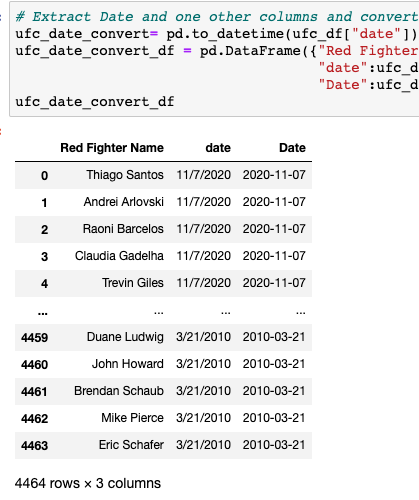 # Extract Date and one other columns and convert
ufc_date_convert= pd.to_datetime(ufc_df["date"])
ufc_date_convert_df = pd.DataFrame({"Red Fighter
"date":ufc_d
"Date":ufc_d
ufc_date_convert_df
Red Fighter Name date Date
0 Thiago Santos 11/7/2020 2020-11-07
1 Andrei Arlovski 11/7/2020 2020-11-07
2 Raoni Barcelos 11/7/2020 2020-11-07
3 Claudia Gadelha 11/7/2020 2020-11-07
4 Trevin Giles 11/7/2020 2020-11-07
... ... ... ...
4459 Duane Ludwig 3/21/2010 2010-03-21
4460 John Howard 3/21/2010 2010-03-21
4461 Brendan Schaub 3/21/2010 2010-03-21
4462 Mike Pierce 3/21/2010 2010-03-21
4463 Eric Schafer 3/21/2010 2010-03-21
4464 rows × 3 columns